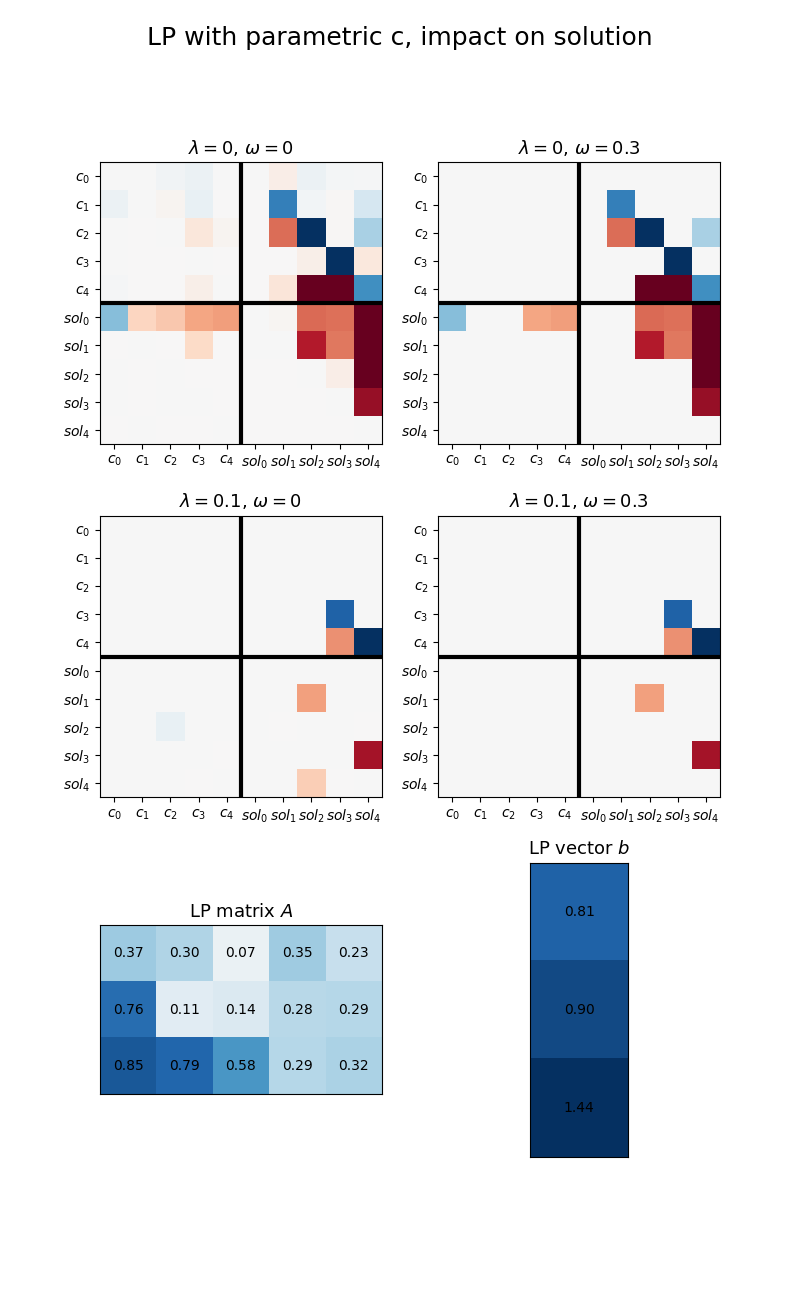 LP with parametric c, impact on solution
λ = 0, ω = 0
c₀
c₁
c₂
c₃
c₄
sol₀
sol₁
sol₂
sol₃
sol₄
c₀ c₁ c₂ c₃ c₄ sol₀ sol₁ sol₂ sol₃ sol₄
λ = 0, ω = 0.3
c₀
c₁
c₂
c₃
c₄
sol₀
sol₁
sol₂
sol₃
sol₄
c₀ c₁ c₂ c₃ c₄ sol₀ sol₁ sol₂ sol₃ sol₄
λ = 0.1, ω = 0
c₀
c₁
c₂
c₃
c₄
sol₀
sol₁
sol₂
sol₃
sol₄
c₀ c₁ c₂ c₃ c₄ sol₀ sol₁ sol₂ sol₃ sol₄
λ = 0.1, ω = 0.3
c₀
c₁
c₂
c₃
c₄
sol₀
sol₁
sol₂
sol₃
sol₄
c₀ c₁ c₂ c₃ c₄ sol₀ sol₁ sol₂ sol₃ sol₄
LP matrix A
0.37 0.30 0.07 0.35 0.23
0.76 0.11 0.14 0.28 0.29
0.85 0.79 0.58 0.29 0.32
LP vector b
0.81
0.90
1.44